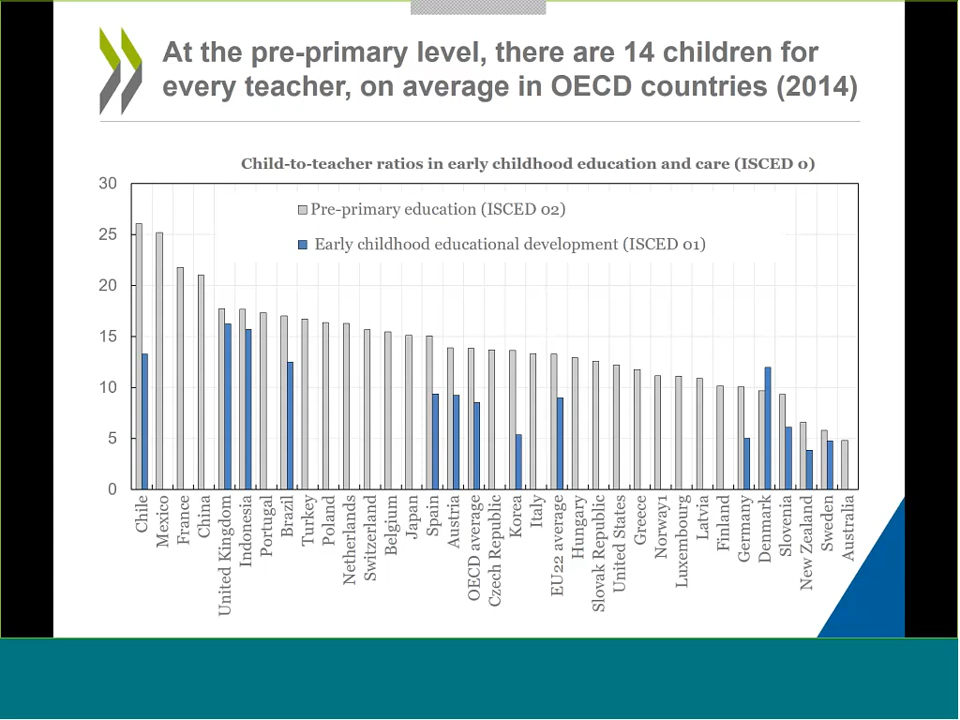 At the pre-primary level, there are 14 children for
every teacher, on average in OECD countries (2014)
Child-to-teacher ratios in early childhood education and care (ISCED 0)
30
25
20
15
10
5
0
Pre-primary education (ISCED 02)
Early childhood educational development (ISCED 01)
Chile
Mexico
France
China
United Kingdom
Indonesia
Portugal
Brazil
Turkey
Poland
Netherlands
Switzerland
Belgium
Japan
Spain
Austria
OECD average
Czech Republic
Korea
Italy
EU22 average
Hungary
Slovak Republic
United States
Greece
Norway1
Luxembourg
Latvia
Finland
Germany
Denmark
Slovenia
New Zealand
Sweden
Australia